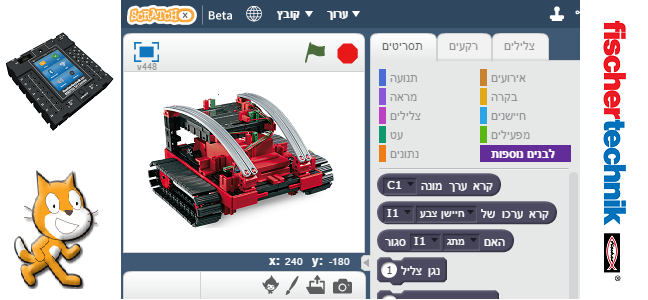 SCRATCH x
Beta
קובץ
ערוך
v448
תסריטים
רקעים
צלילים
תנועה
אירועים
מראה
בקרה
צלילים
חיישנים
עט
מפעילים
נתונים
לבנים נוספות
קרא ערך מונה C1
קרא ערכו של חיישן צבע I1
האם מתג I1 סגור
נגן צליל 1
x: 240 y: -180
fischertechnik
®